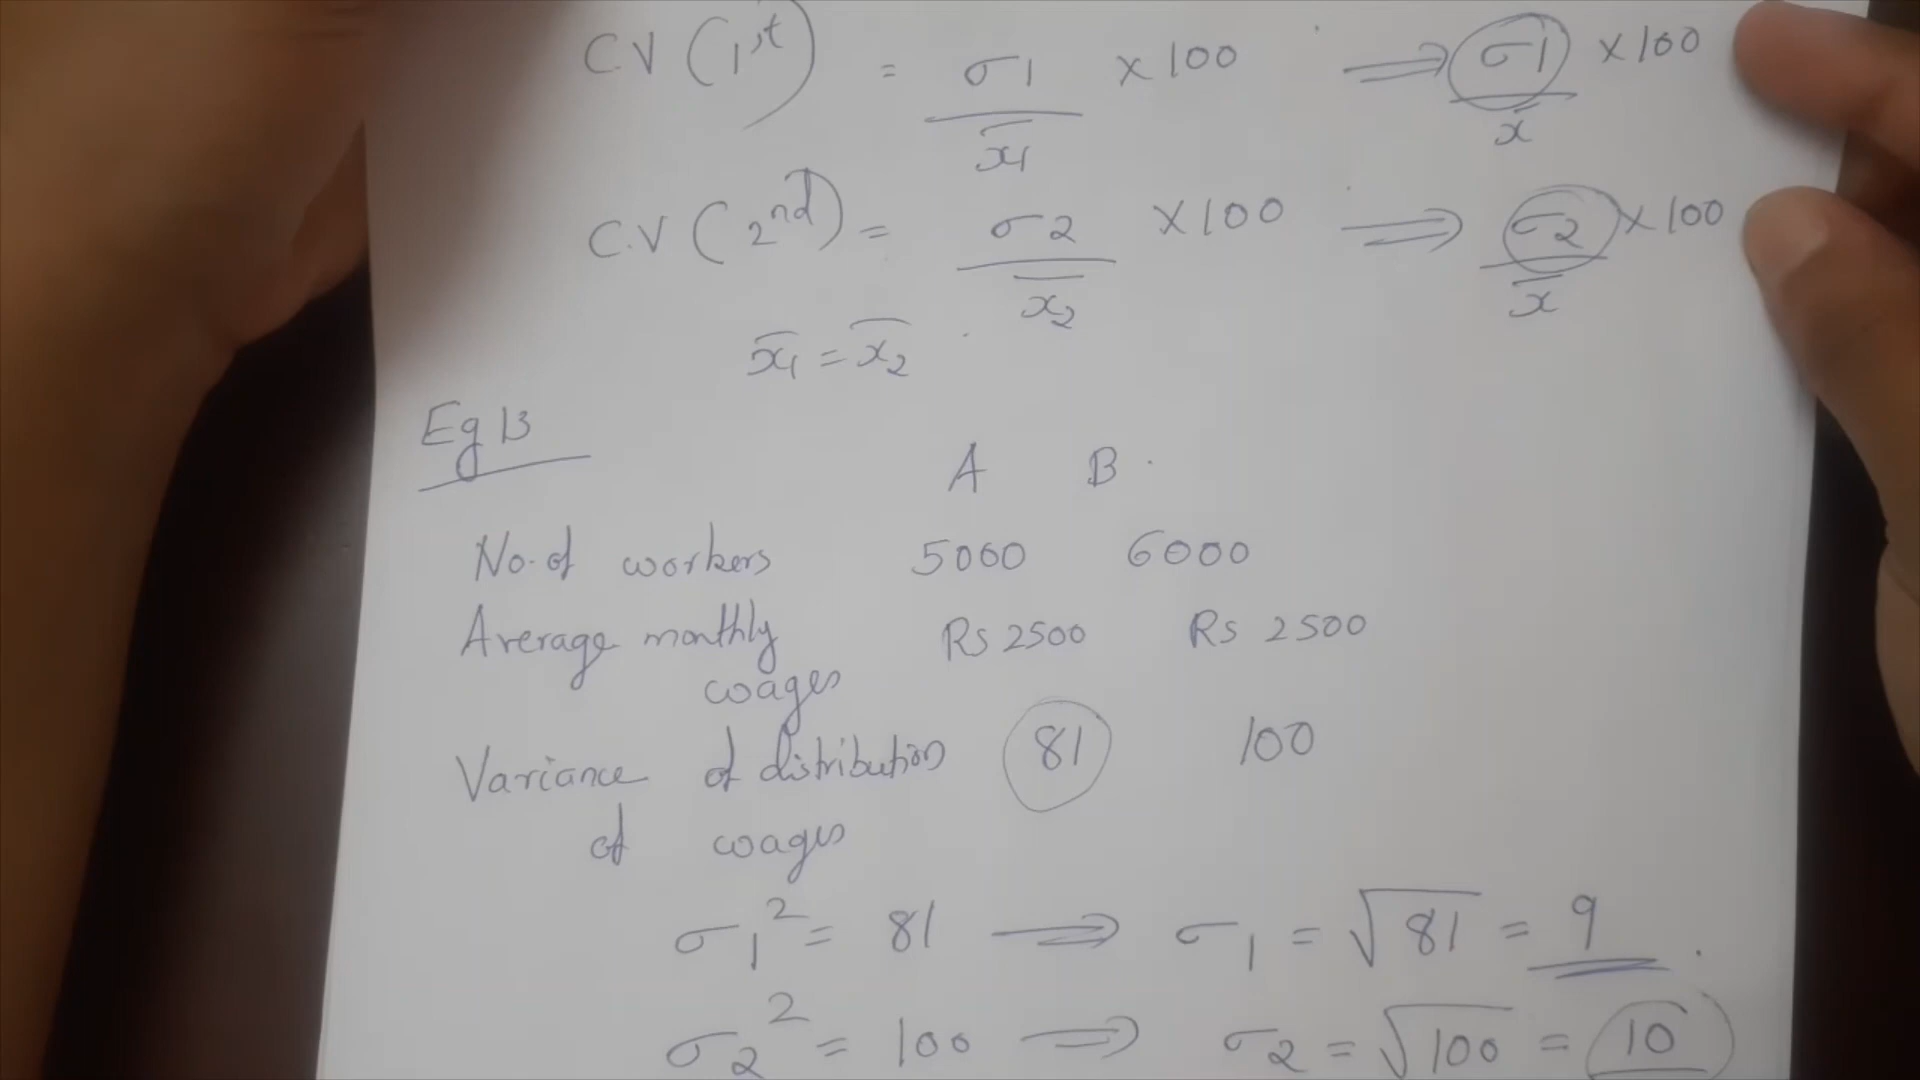 CV (1st) = σ1 / x̄1 × 100 ⟹ σ1 / x̄ × 100
C.V (2nd) = σ2 / x̄2 × 100 ⟹ σ2 / x̄ × 100
x̄1 = x̄2
Eg 13
A B
No. of workers 5000 6000
Average monthly wages Rs 2500 Rs 2500
Variance of distribution 81 100
of wages
σ1² = 81 ⟹ σ1 = √81 = 9
σ2² = 100 ⟹ σ2 = √100 = 10